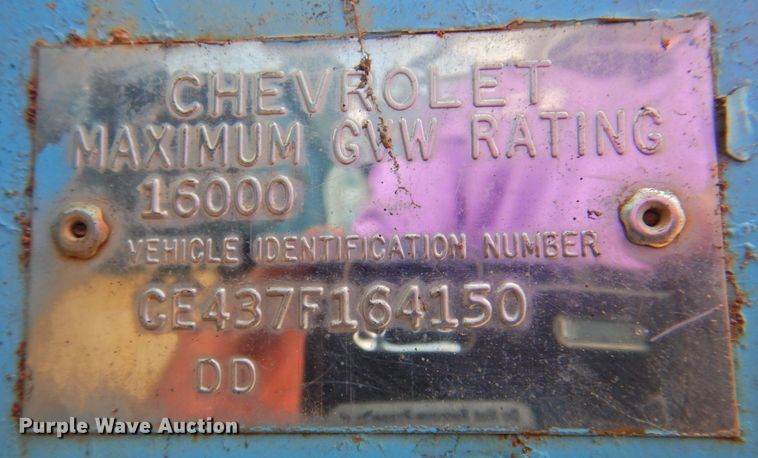 CHEVROLET
MAXIMUM GVW RATING
16000
VEHICLE IDENTIFICATION NUMBER
CE437F164150
DD
Purple Wave Auction